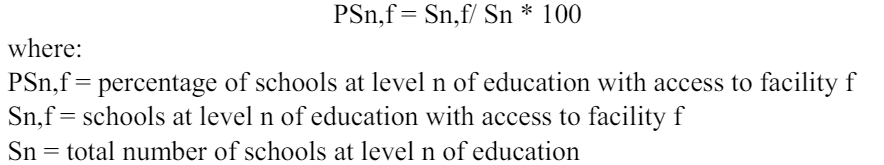 PSn,f = Sn,f/ Sn * 100
where:
PSn,f = percentage of schools at level n of education with access to facility f
Sn,f = schools at level n of education with access to facility f
Sn = total number of schools at level n of education